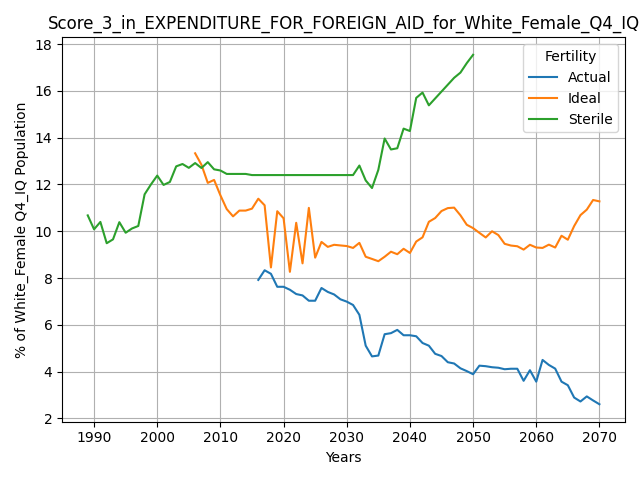 Score_3_in_EXPENDITURE_FOR_FOREIGN_AID_for_White_Female_Q4_IQ
18
16
14
12
10
8
6
4
2
% of White_Female Q4_IQ Population
Fertility
Actual
Ideal
Sterile
1990 2000 2010 2020 2030 2040 2050 2060 2070
Years